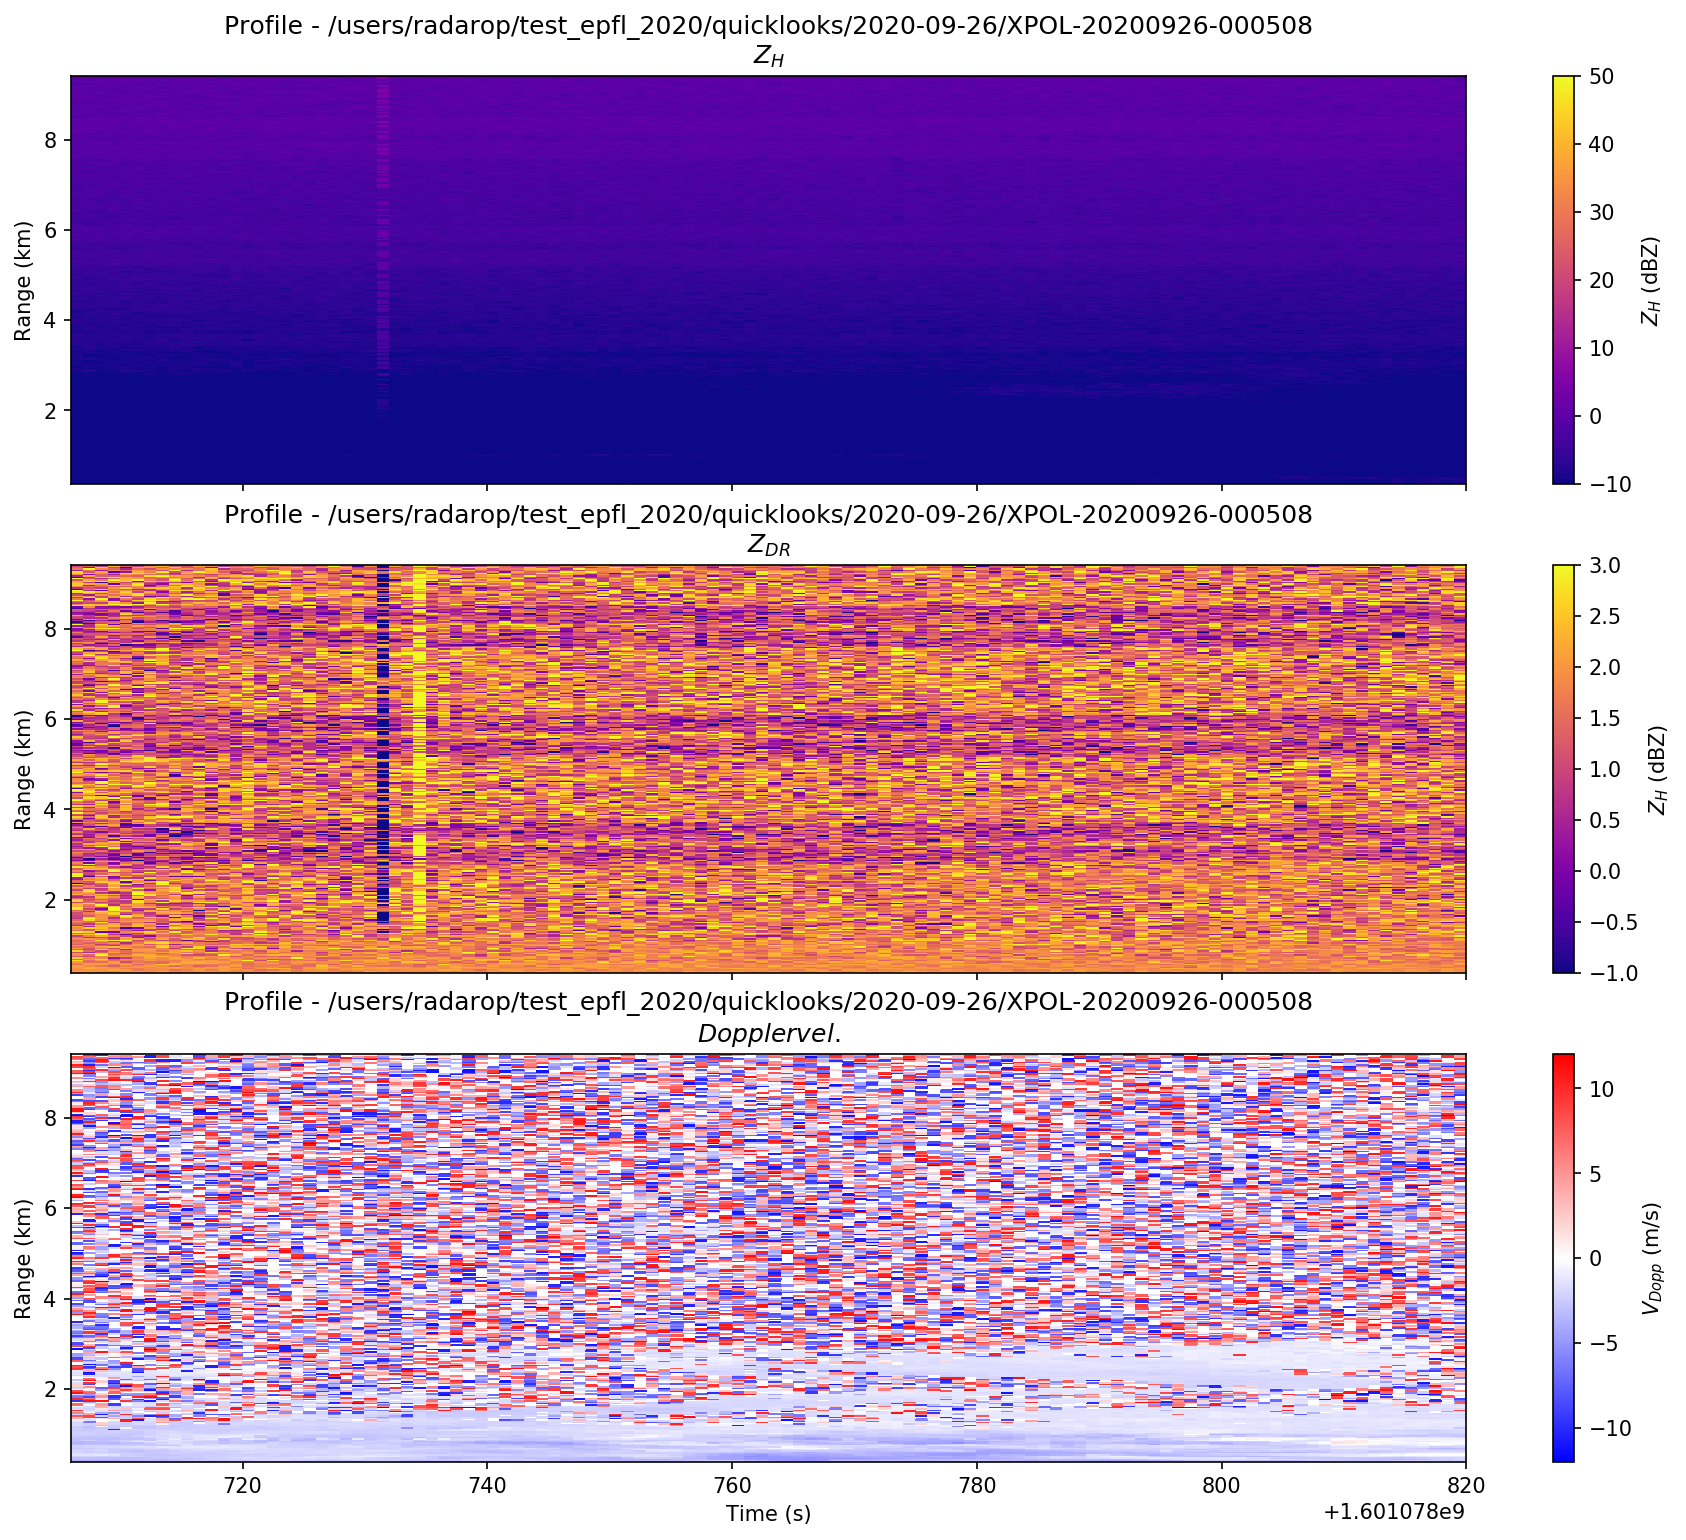 Profile - /users/radarop/test_epfl_2020/quicklooks/2020-09-26/XPOL-20200926-000508
Z_H
50
40
30
20
10
0
−10
Z_H (dBZ)
8
6
4
2
Range (km)
Profile - /users/radarop/test_epfl_2020/quicklooks/2020-09-26/XPOL-20200926-000508
Z_DR
3.0
2.5
2.0
1.5
1.0
0.5
0.0
−0.5
−1.0
Z_H (dBZ)
8
6
4
2
Range (km)
Profile - /users/radarop/test_epfl_2020/quicklooks/2020-09-26/XPOL-20200926-000508
Dopplervel.
10
5
0
−5
−10
V_Dopp (m/s)
8
6
4
2
Range (km)
720 740 760 780 800 820
Time (s)
+1.601078e9